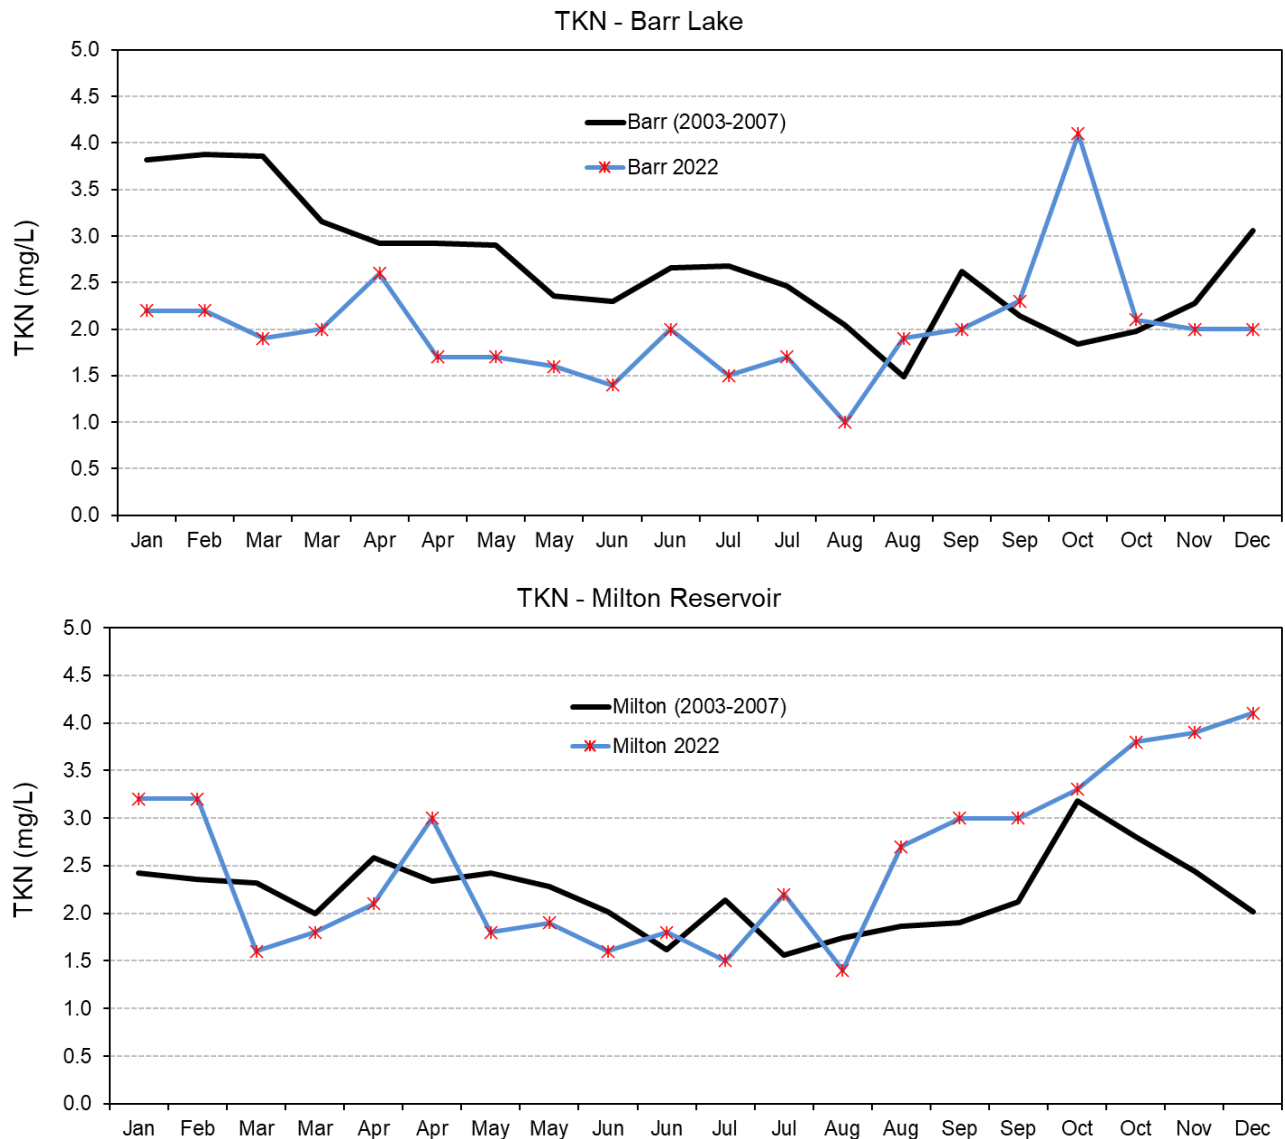 TKN - Barr Lake
5.0
4.5
4.0
3.5
3.0
2.5
2.0
1.5
1.0
0.5
0.0
TKN (mg/L)
Barr (2003-2007)
Barr 2022
Jan Feb Mar Mar Apr Apr May May Jun Jun Jul Jul Aug Aug Sep Sep Oct Oct Nov Dec
TKN - Milton Reservoir
5.0
4.5
4.0
3.5
3.0
2.5
2.0
1.5
1.0
0.5
0.0
TKN (mg/L)
Milton (2003-2007)
Milton 2022
Jan Feb Mar Mar Apr Apr May May Jun Jun Jul Jul Aug Aug Sep Sep Oct Oct Nov Dec